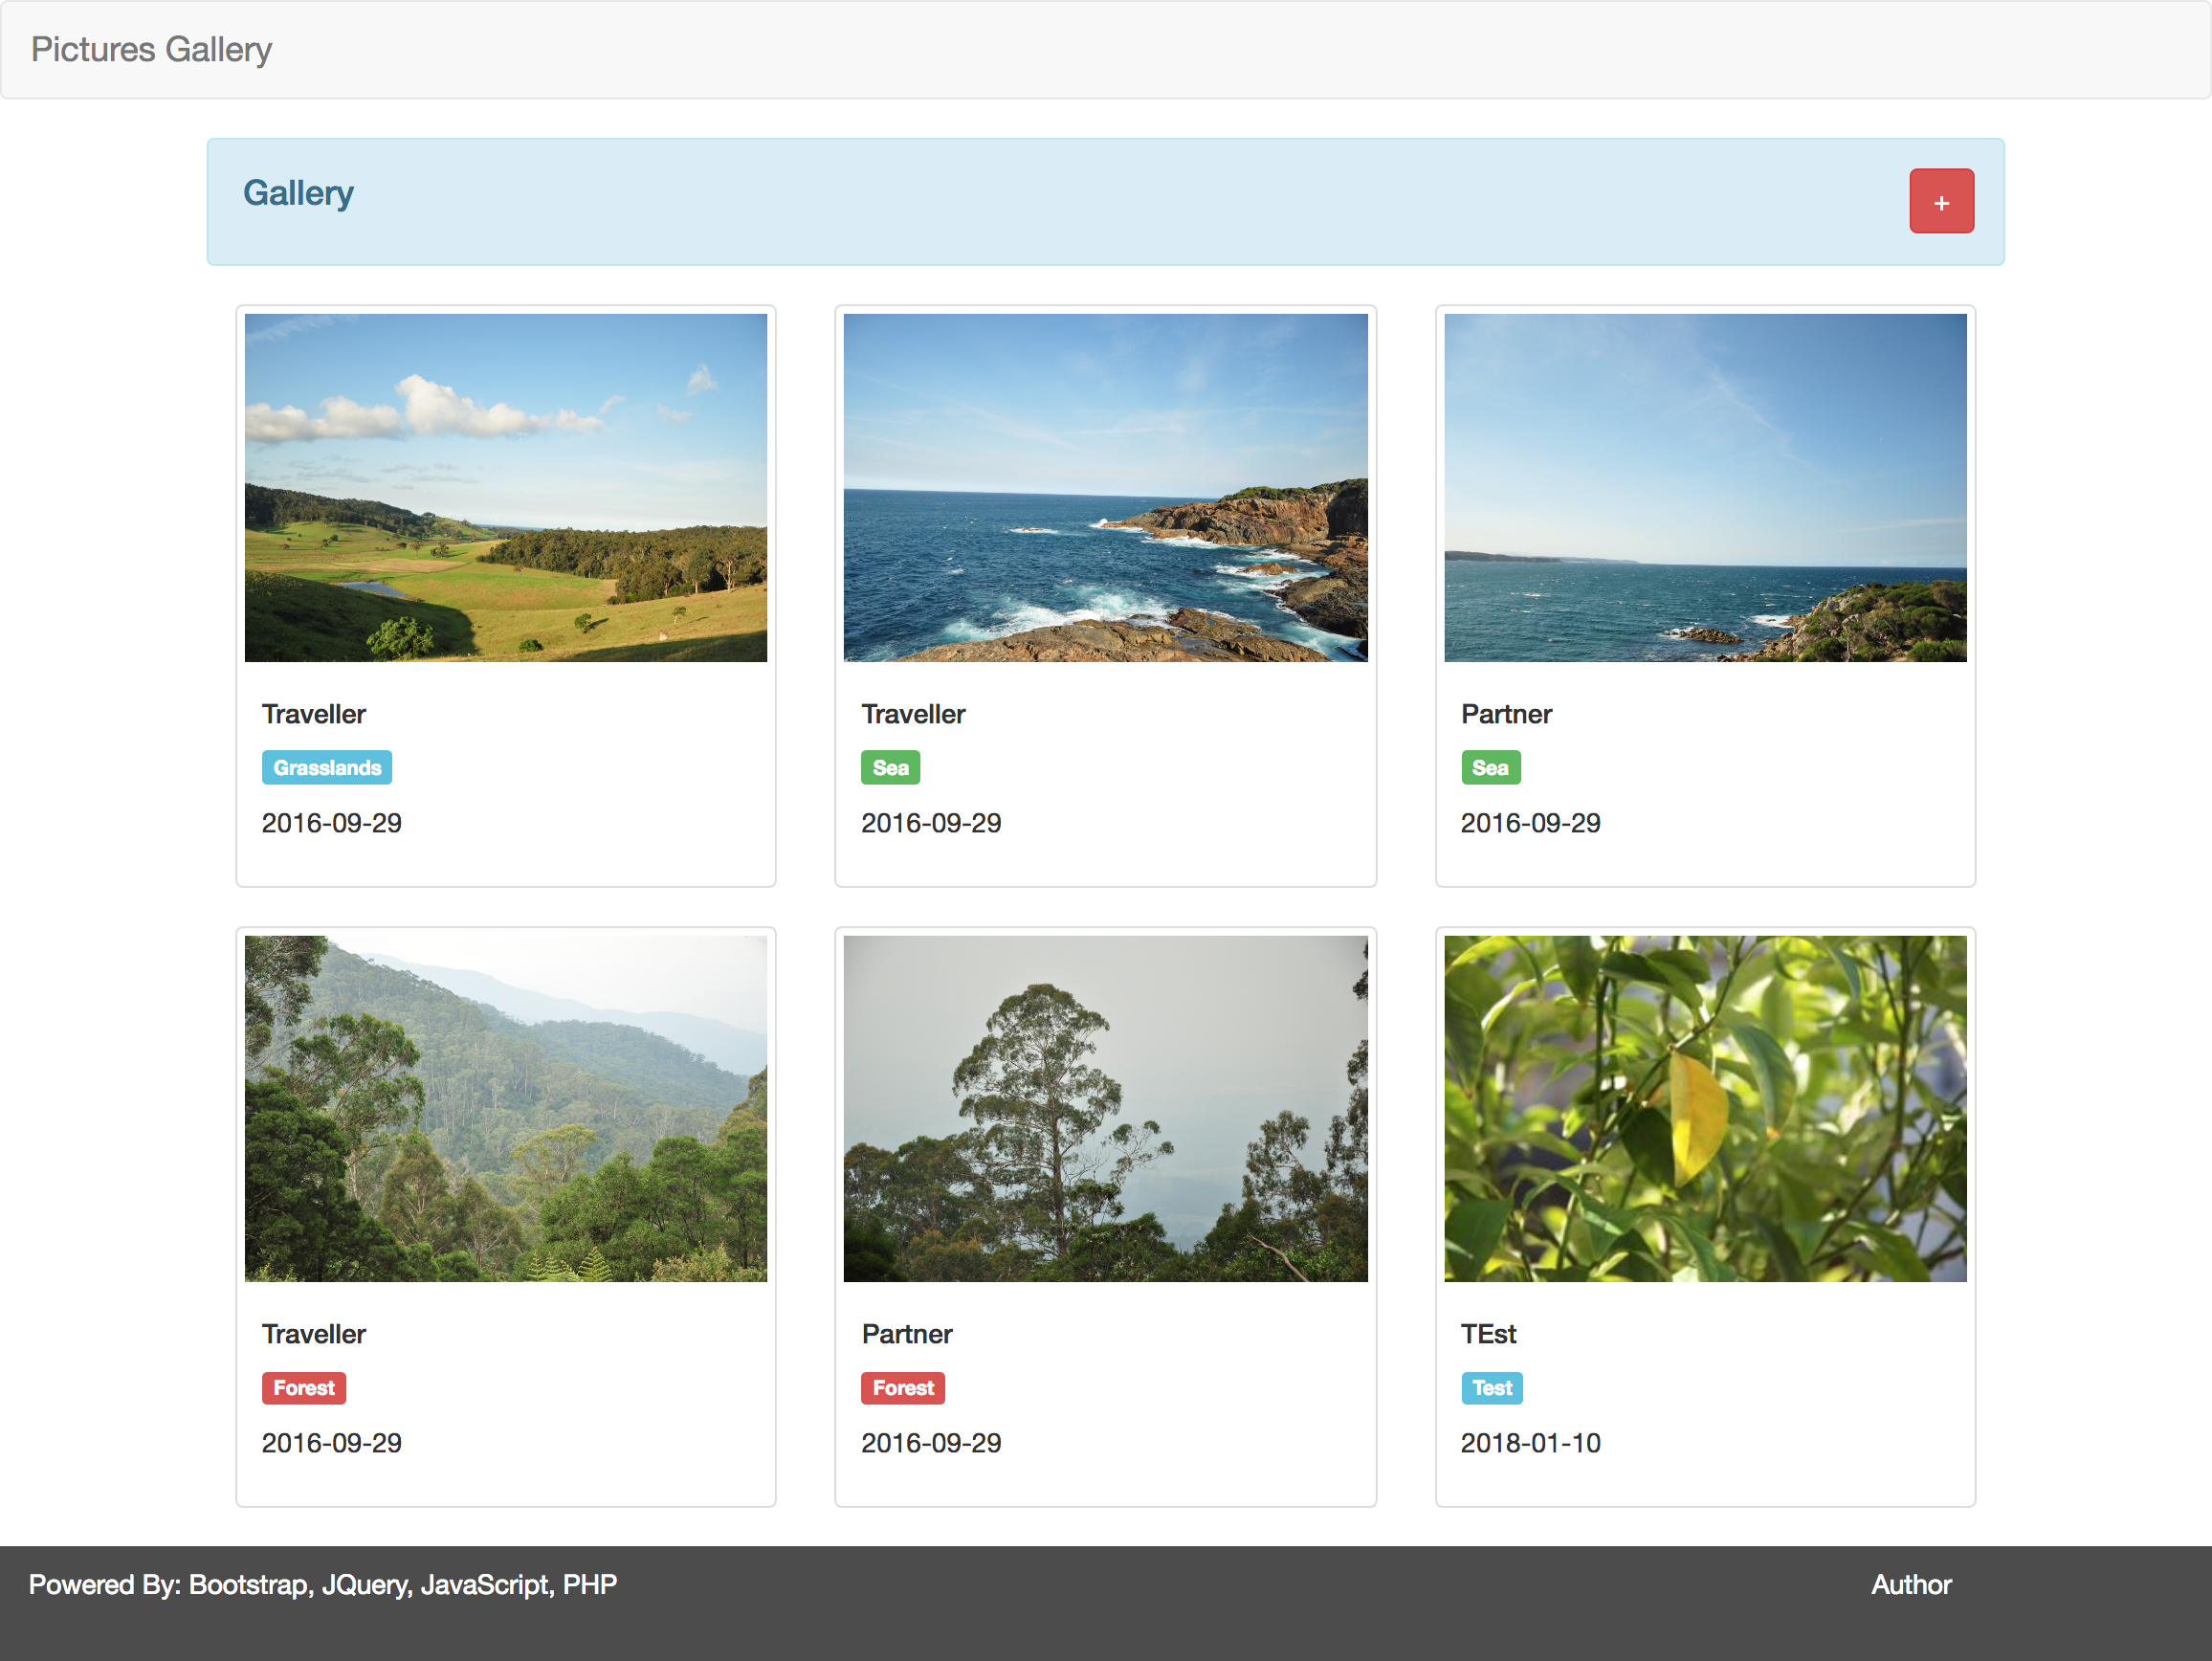 Pictures Gallery
Gallery
+
Traveller
Grasslands
2016-09-29
Traveller
Sea
2016-09-29
Partner
Sea
2016-09-29
Traveller
Forest
2016-09-29
Partner
Forest
2016-09-29
TEst
Test
2018-01-10
Powered By: Bootstrap, JQuery, JavaScript, PHP
Author